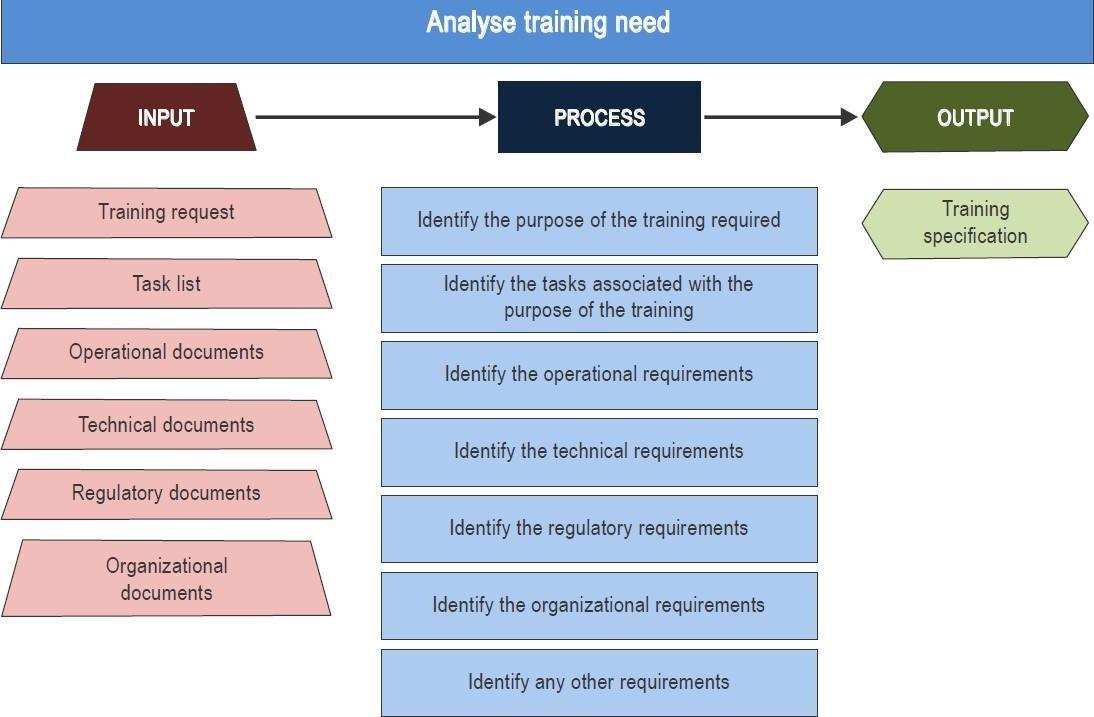 Analyse training need
INPUT
PROCESS
OUTPUT
Training request
Task list
Operational documents
Technical documents
Regulatory documents
Organizational
documents
Identify the purpose of the training required
Identify the tasks associated with the
purpose of the training
Identify the operational requirements
Identify the technical requirements
Identify the regulatory requirements
Identify the organizational requirements
Identify any other requirements
Training
specification